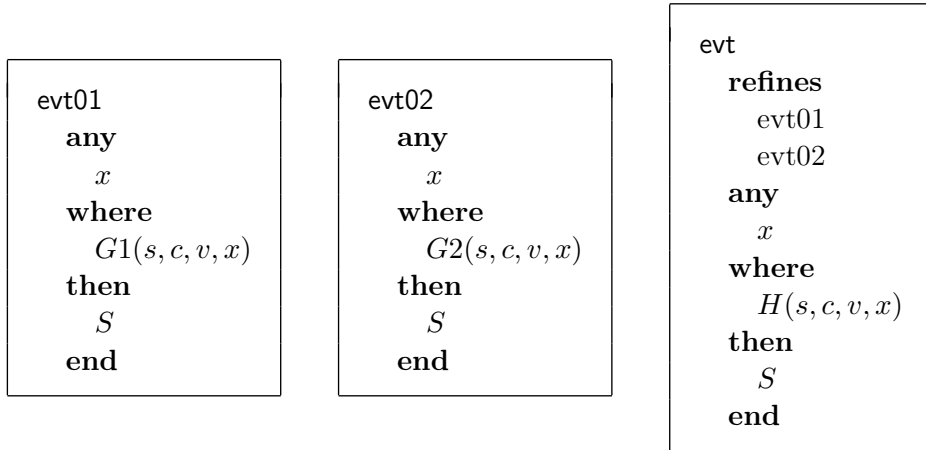 evt01
any
x
where
G1(s, c, v, x)
then
S
end
evt02
any
x
where
G2(s, c, v, x)
then
S
end
evt
refines
evt01
evt02
any
x
where
H(s, c, v, x)
then
S
end